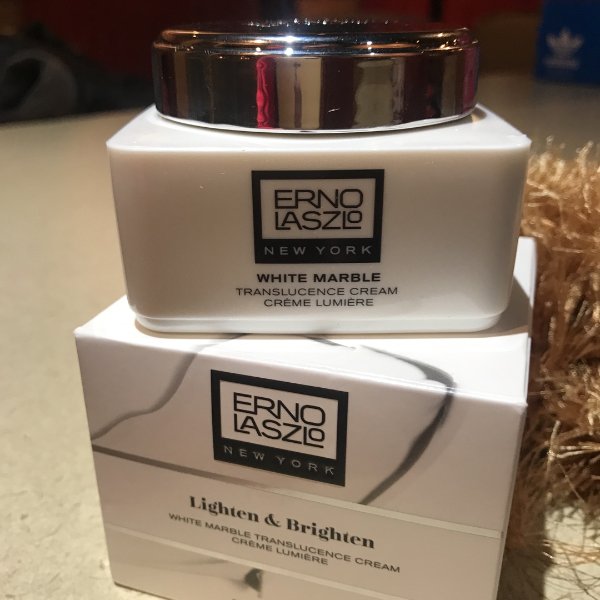 ERNO
LASZLO
NEW YORK
WHITE MARBLE
TRANSLUCENCE CREAM
CRÈME LUMIÈRE
ERNO
LASZLO
NEW YORK
Lighten & Brighten
WHITE MARBLE TRANSLUCENCE CREAM
CRÈME LUMIÈRE